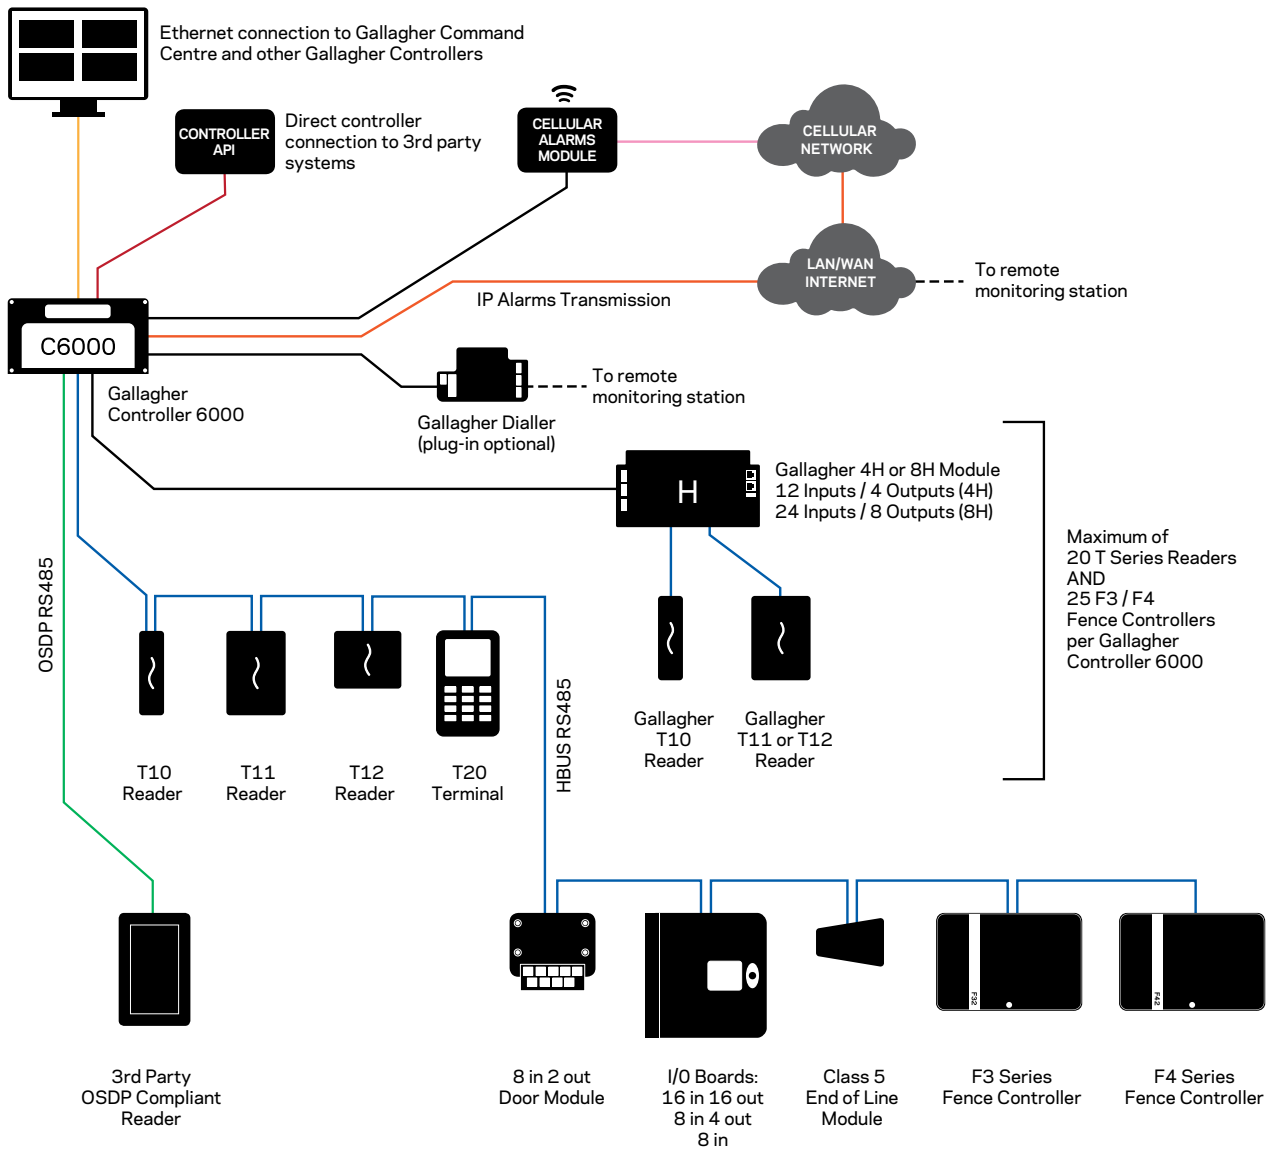 Ethernet connection to Gallagher Command
Centre and other Gallagher Controllers
CONTROLLER
API
Direct controller
connection to 3rd party
systems
CELLULAR
ALARMS
MODULE
CELLULAR
NETWORK
LAN/WAN
INTERNET
To remote
monitoring station
IP Alarms Transmission
C6000
Gallagher
Controller 6000
To remote
monitoring station
Gallagher Dialler
(plug-in optional)
H
Gallagher 4H or 8H Module
12 Inputs / 4 Outputs (4H)
24 Inputs / 8 Outputs (8H)
Maximum of
20 T Series Readers
AND
25 F3 / F4
Fence Controllers
per Gallagher
Controller 6000
OSDP RS485
HBUS RS485
Gallagher
T10
Reader
Gallagher
T11 or T12
Reader
T10
Reader
T11
Reader
T12
Reader
T20
Terminal
F32
F42
3rd Party
OSDP Compliant
Reader
8 in 2 out
Door Module
I/O Boards:
16 in 16 out
8 in 4 out
8 in
Class 5
End of Line
Module
F3 Series
Fence Controller
F4 Series
Fence Controller